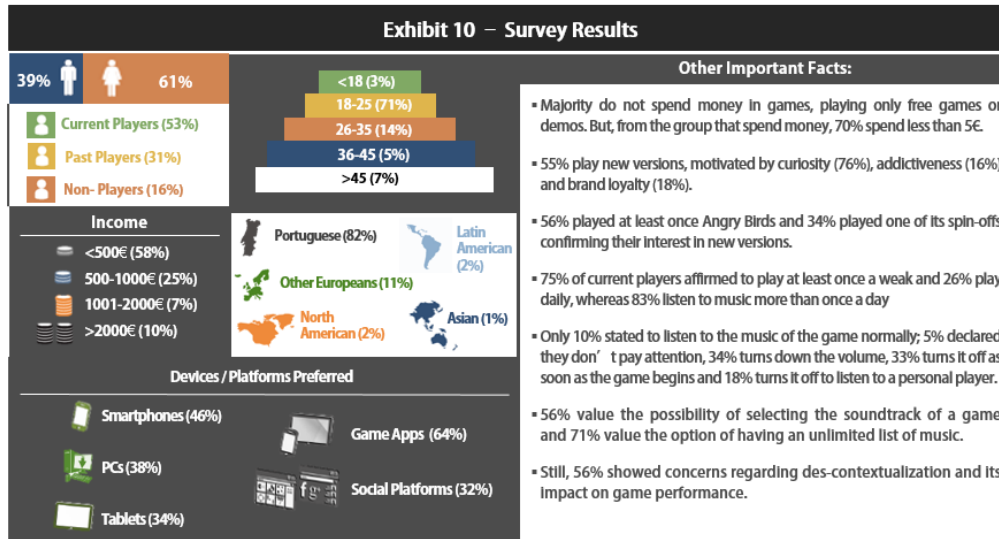 Exhibit 10 – Survey Results
39%
61%
Current Players (53%)
Past Players (31%)
Non- Players (16%)
<18 (3%)
18-25 (71%)
26-35 (14%)
36-45 (5%)
>45 (7%)
Income
<500€ (58%)
500-1000€ (25%)
1001-2000€ (7%)
>2000€ (10%)
Portuguese (82%)
Latin
American
(2%)
Other Europeans (11%)
North
American (2%)
Asian (1%)
Devices / Platforms Preferred
Smartphones (46%)
PCs (38%)
Tablets (34%)
Game Apps (64%)
f g+
Social Platforms (32%)
Other Important Facts:
▪ Majority do not spend money in games, playing only free games or
demos. But, from the group that spend money, 70% spend less than 5€.
▪ 55% play new versions, motivated by curiosity (76%), addictiveness (16%)
and brand loyalty (18%).
▪ 56% played at least once Angry Birds and 34% played one of its spin-offs
confirming their interest in new versions.
▪ 75% of current players affirmed to play at least once a weak and 26% play
daily, whereas 83% listen to music more than once a day
▪ Only 10% stated to listen to the music of the game normally; 5% declared
they don' t pay attention, 34% turns down the volume, 33% turns it off as
soon as the game begins and 18% turns it off to listen to a personal player.
▪ 56% value the possibility of selecting the soundtrack of a game
and 71% value the option of having an unlimited list of music.
▪ Still, 56% showed concerns regarding des-contextualization and its
impact on game performance.